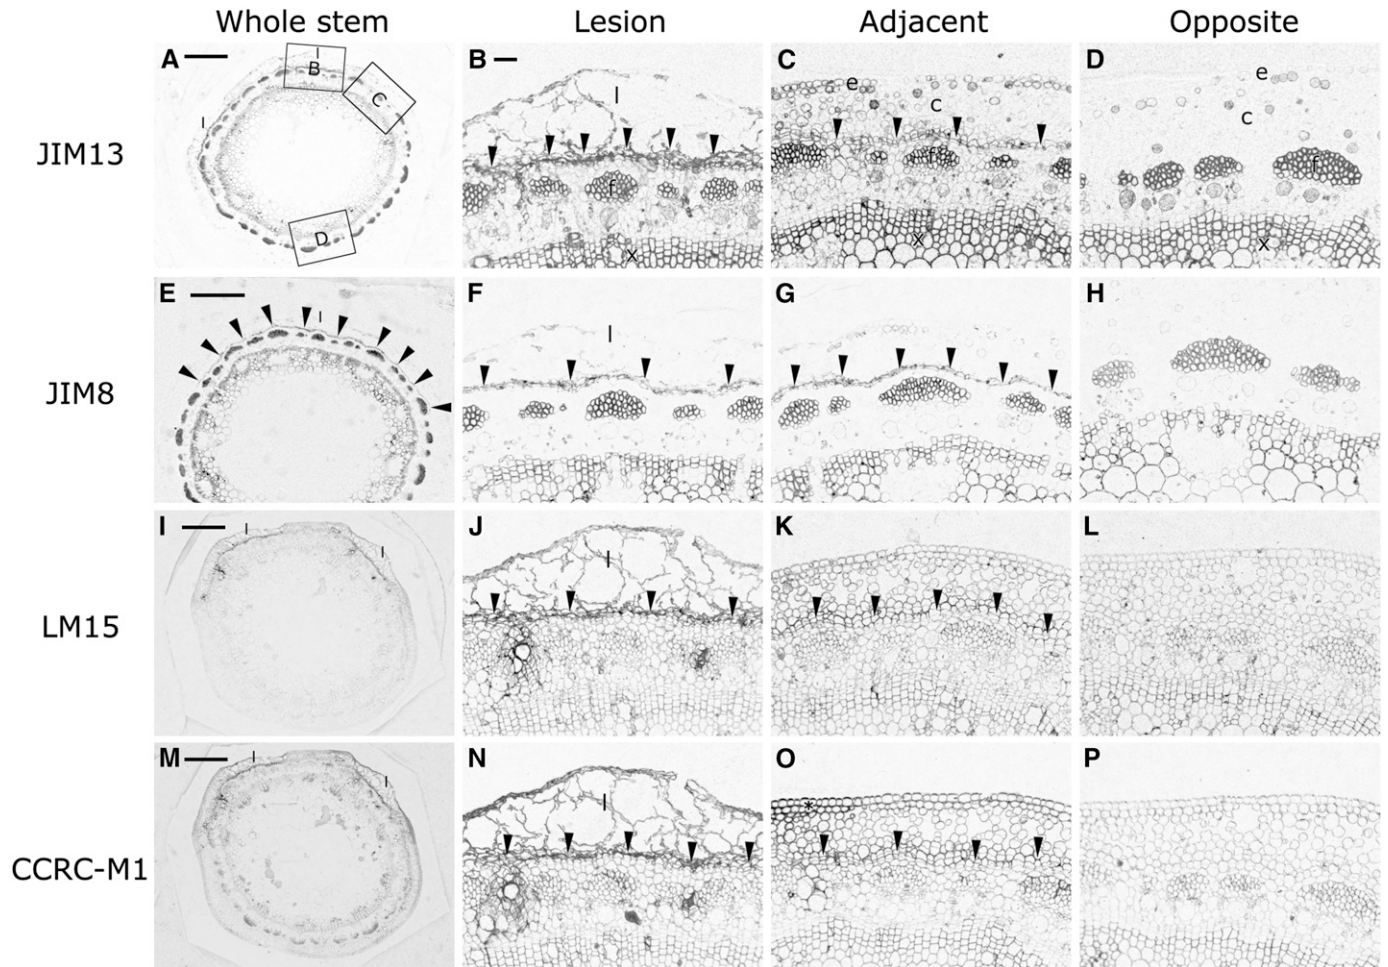 Whole stem Lesion Adjacent Opposite
JIM13
A l B C l D
B l f x
C e c f x
D e c f x
JIM8
E l
F l
G
H
LM15
I l l
J l
K
L
CCRC-M1
M l l
N l
O *
P